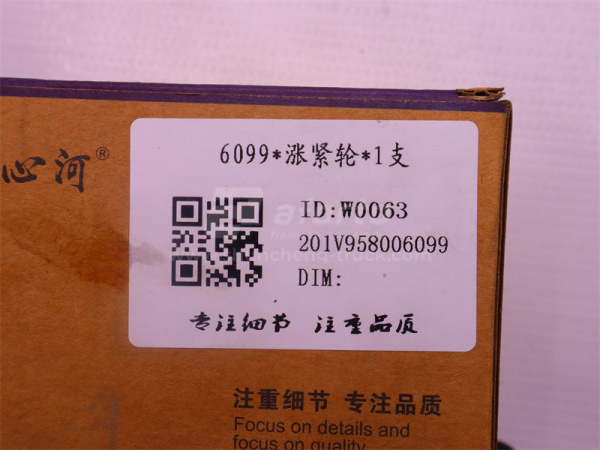 心河®
6099*涨紧轮*1支
ID:W0063
201V958006099
DIM:
专注细节 注重品质
注重细节 专注品质
Focus on details and
focus on quality